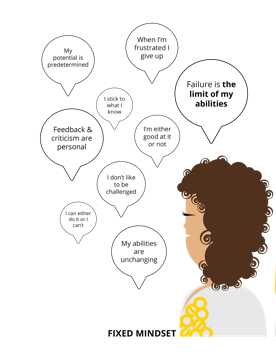 My
potential is
predetermined
When I'm
frustrated I
give up
I stick to
what I
know
Failure is the
limit of my
abilities
Feedback &
criticism are
personal
I'm either
good at it
or not
I don't like
to be
challenged
I can either
do it or I
can't
My abilities
are
unchanging
FIXED MINDSET